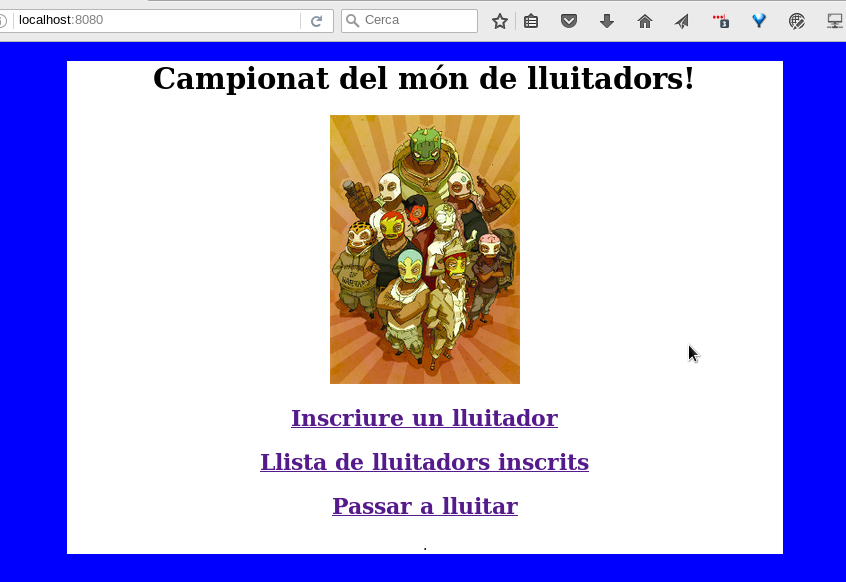 localhost:8080
Cerca
Campionat del món de lluitadors!
Inscriure un lluitador
Llista de lluitadors inscrits
Passar a lluitar
.